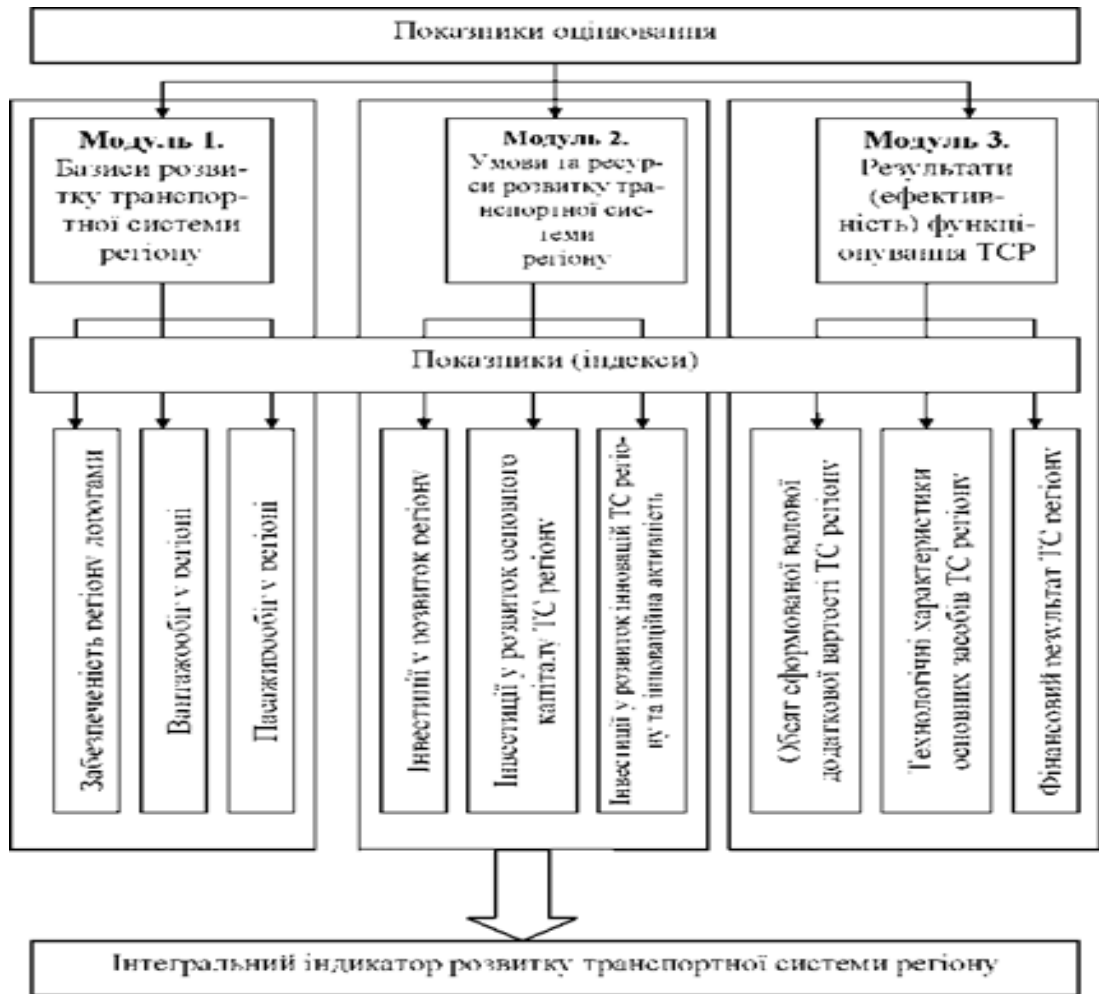 Показники оцінювання
Модуль 1.
Базиси розви-
тку транспор-
тної системи
регіону
Модуль 2.
Умови та ресур-
си розвитку тра-
нспортної сис-
теми
регіону
Модуль 3.
Результати
(ефектив-
ність) функці-
онування ТСР
Показники (індекси)
Забезпеченість регіону дорогами
Вантажообіг у регіоні
Пасажирообіг у регіоні
Інвестиції у розвиток регіону
Інвестиції у розвиток основного
капіталу ТС регіону
Інвестиції у розвиток інновацій ТС регіо-
ну та інноваційна активність
Обсяг сформованої валової
додаткової вартості ТС регіону
Технологічні характеристики
основних засобів ТС регіону
Фінансовий результат ТС регіону
Інтегральний індикатор розвитку транспортної системи регіону